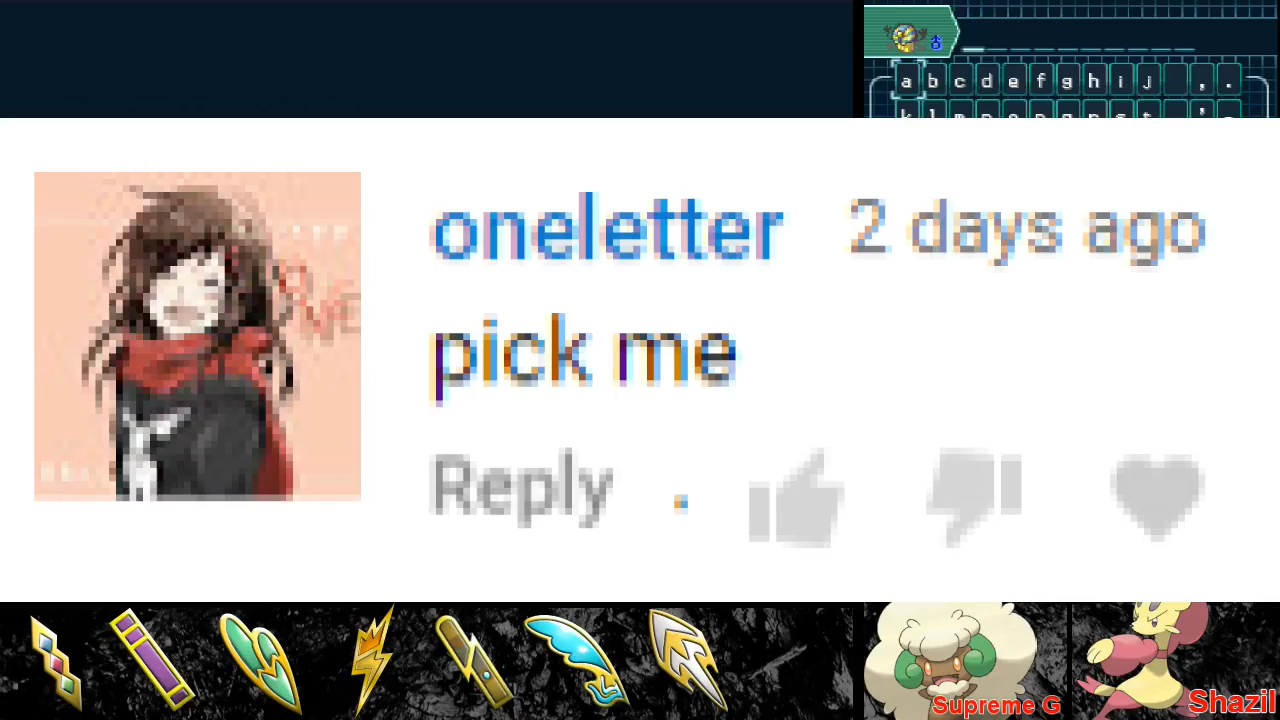 a b c d e f g h i j , .
oneletter 2 days ago
pick me
Reply
Supreme G
Shazil